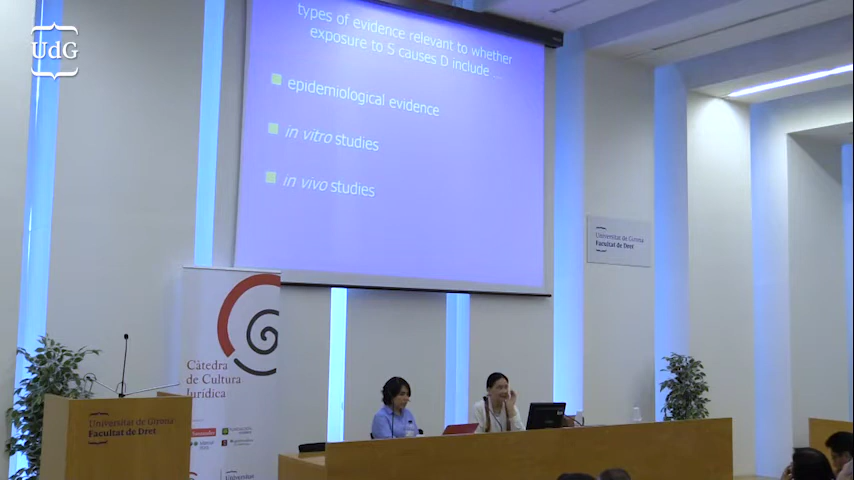 UdG
types of evidence relevant to whether
exposure to S causes D include ...
epidemiological evidence
in vitro studies
in vivo studies
Universitat de Girona
Facultat de Dret
Càtedra
de Cultura
Jurídica
Universitat de Girona
Facultat de Dret
Universitat